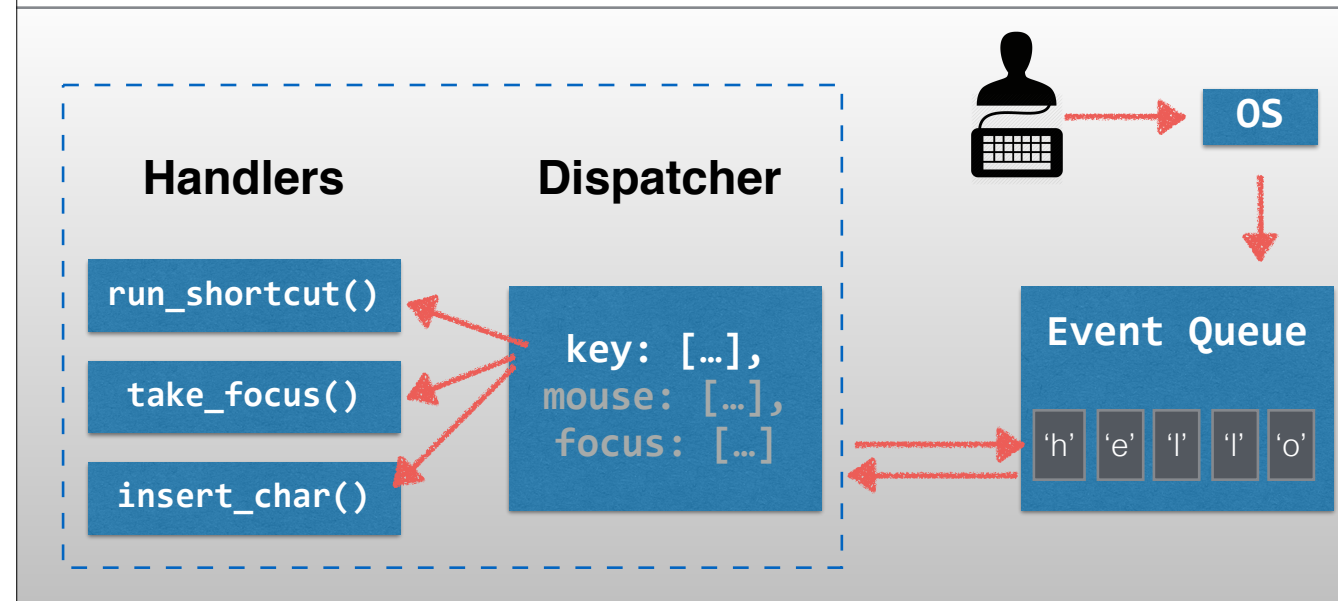 Handlers
Dispatcher
OS
run_shortcut()
take_focus()
insert_char()
key: […],
mouse: […],
focus: […]
Event Queue
‘h’ ‘e’ ‘l’ ‘l’ ‘o’